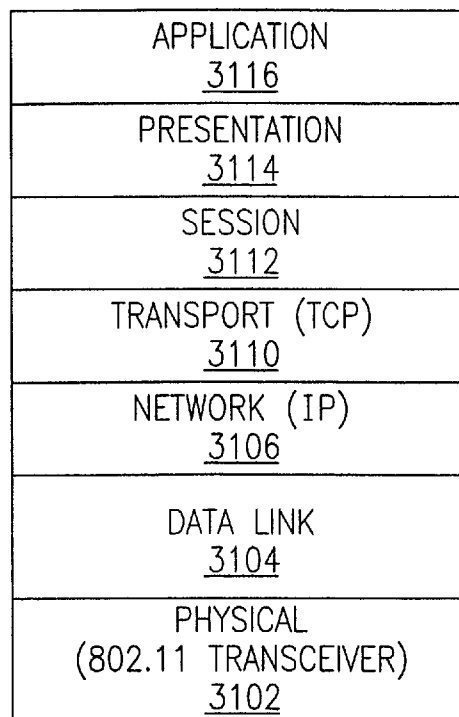 APPLICATION
3116
PRESENTATION
3114
SESSION
3112
TRANSPORT (TCP)
3110
NETWORK (IP)
3106
DATA LINK
3104
PHYSICAL
(802.11 TRANSCEIVER)
3102